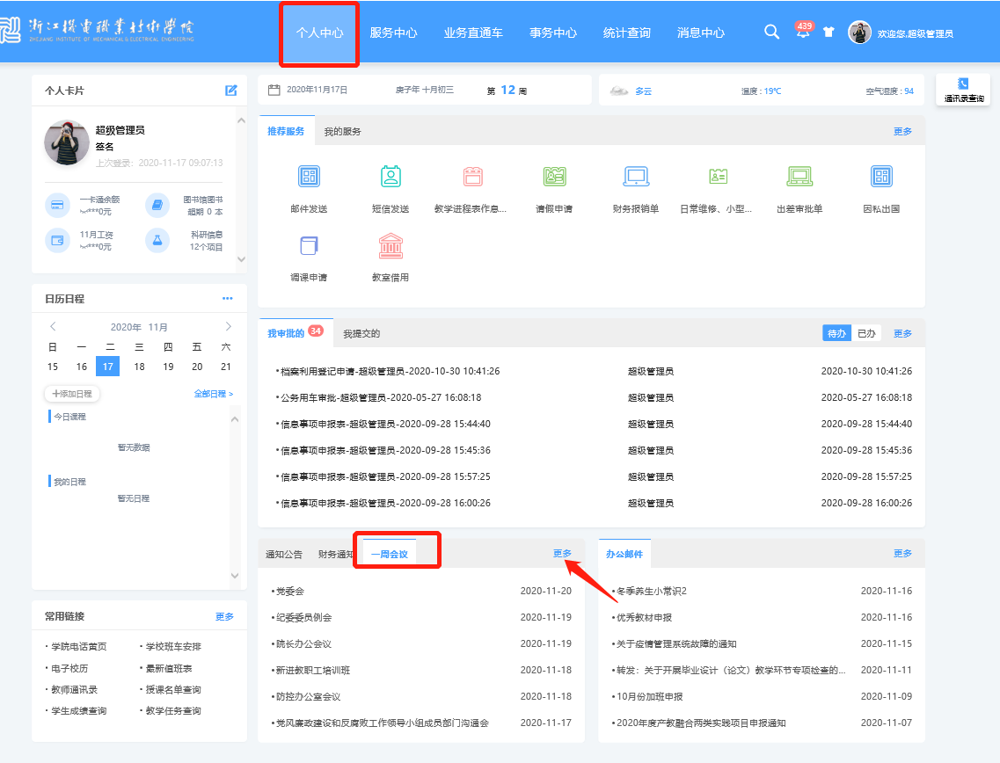 浙江機電職業技術學院
ZHEJIANG INSTITUTE OF MECHANICAL&ELECTRICAL ENGINEERING
个人中心 服务中心 业务直通车 事务中心 统计查询 消息中心
439
欢迎您,超级管理员
个人卡片
2020年11月17日 庚子年 十月初三 第 12 周
多云 温度 : 19℃ 空气湿度 : 94
通讯录查询
超级管理员
签名
上次登录: 2020-11-17 09:07:13
一卡通余额
***0元
图书馆图书
超期 0 本
11月工资
***0元
科研信息
12个项目
推荐服务 我的服务 更多
邮件发送 短信发送 教学进程表作息... 请假申请 财务报销单 日常维修、小型... 出差审批单 因私出国
调课申请 教室借用
日历日程
2020年 11月
日 一 二 三 四 五 六
15 16 17 18 19 20 21
添加日程 全部日程 >
今日课程
暂无数据
我的日程
暂无日程
我审批的 34 我提交的 待办 已办 更多
•档案利用登记申请-超级管理员-2020-10-30 10:41:26 超级管理员 2020-10-30 10:41:26
•公务用车审批-超级管理员-2020-05-27 16:08:18 超级管理员 2020-05-27 16:08:18
•信息事项申报表-超级管理员-2020-09-28 15:44:40 超级管理员 2020-09-28 15:44:40
•信息事项申报表-超级管理员-2020-09-28 15:45:36 超级管理员 2020-09-28 15:45:36
•信息事项申报表-超级管理员-2020-09-28 15:57:25 超级管理员 2020-09-28 15:57:25
•信息事项申报表-超级管理员-2020-09-28 16:00:26 超级管理员 2020-09-28 16:00:26
常用链接 更多
·学院电话黄页 ·学校班车安排
·电子校历 ·最新值班表
·教师通讯录 ·授课名单查询
·学生成绩查询 ·教学任务查询
通知公告 财务通知 一周会议 更多
•党委会 2020-11-20
•纪委委员例会 2020-11-19
•院长办公会议 2020-11-19
•新进教职工培训班 2020-11-18
•防控办公室会议 2020-11-18
•党风廉政建设和反腐败工作领导小组成员部门沟通会 2020-11-17
办公邮件 更多
•冬季养生小常识2 2020-11-16
•优秀教材申报 2020-11-16
•关于疫情管理系统故障的通知 2020-11-15
•转发：关于开展毕业设计（论文）教学环节专项检查的... 2020-11-11
•10月份加班申报 2020-11-09
•2020年度产教融合两类实践项目申报通知 2020-11-07